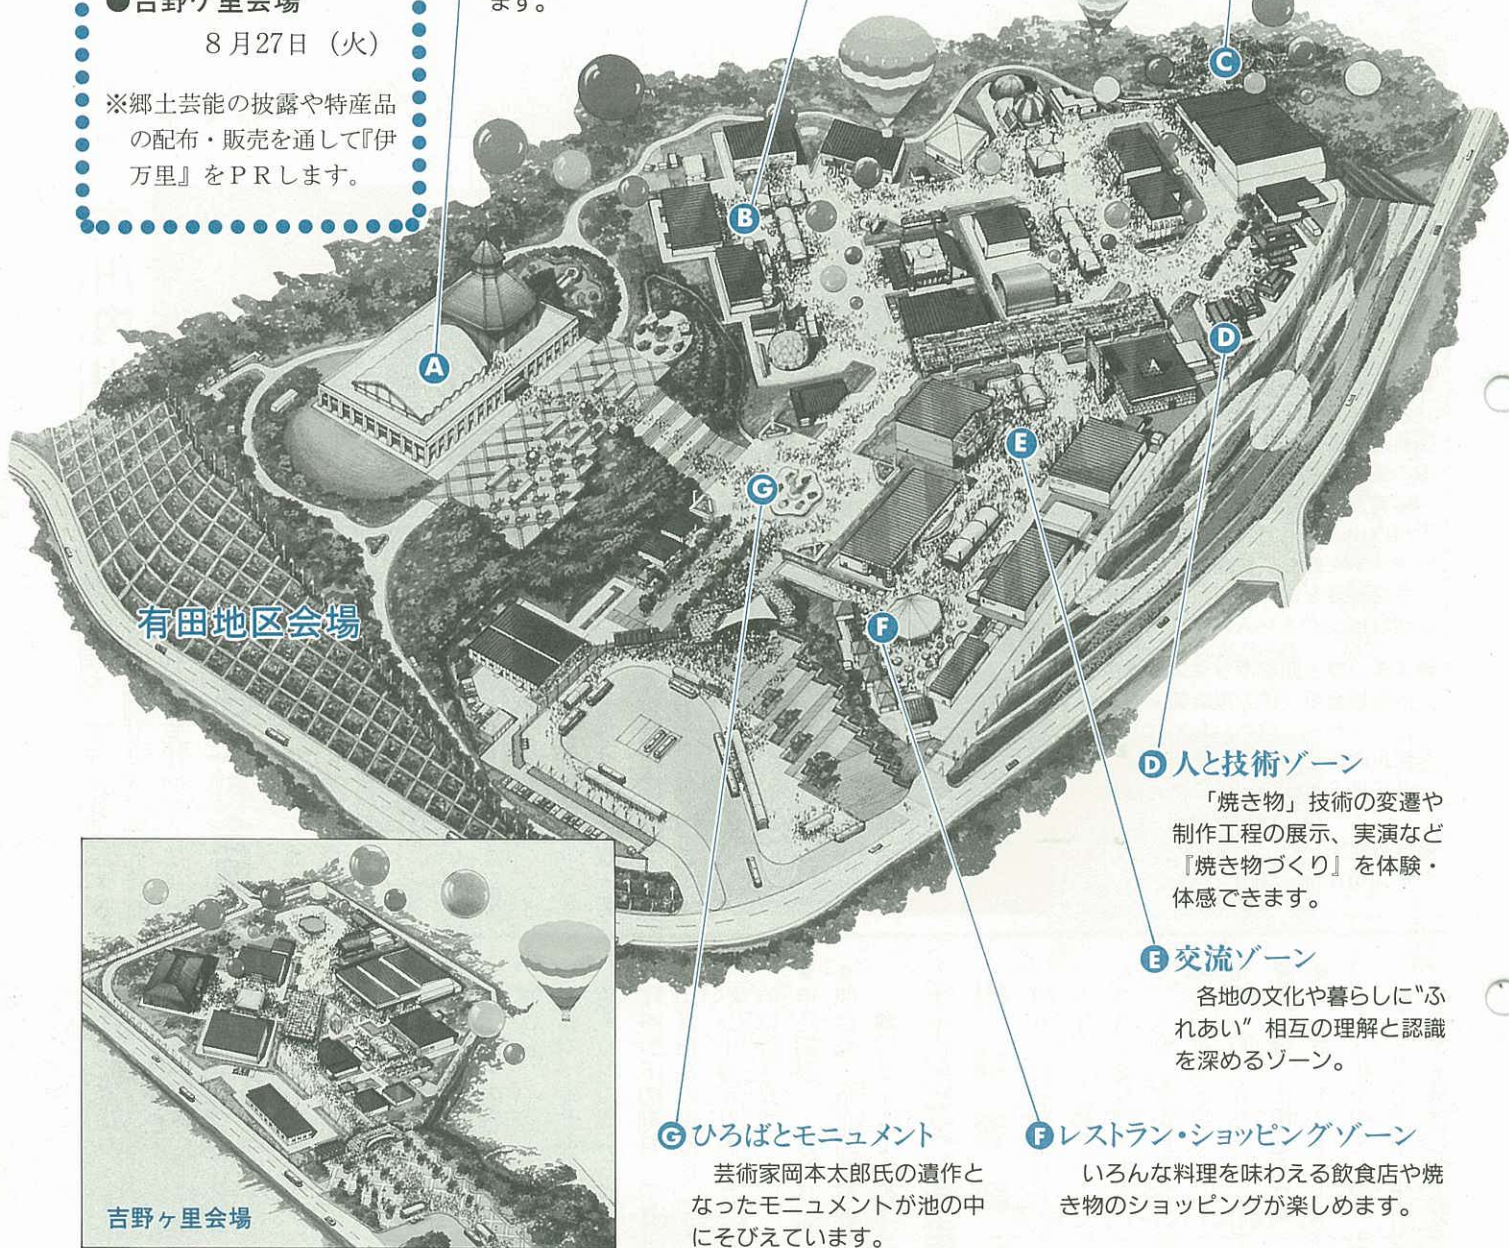 ●吉野ヶ里会場
8月27日（火）
※郷土芸能の披露や特産品
の配布・販売を通して『伊
万里』をＰＲします。
ます。
A
B
C
D
E
F
G
有田地区会場
吉野ヶ里会場
D 人と技術ゾーン
「焼き物」技術の変遷や
制作工程の展示、実演など
『焼き物づくり』を体験・
体感できます。
E 交流ゾーン
各地の文化や暮らしに“ふ
れあい”相互の理解と認識
を深めるゾーン。
F レストラン・ショッピングゾーン
いろんな料理を味わえる飲食店や焼
き物のショッピングが楽しめます。
G ひろばとモニュメント
芸術家岡本太郎氏の遺作と
なったモニュメントが池の中
にそびえています。